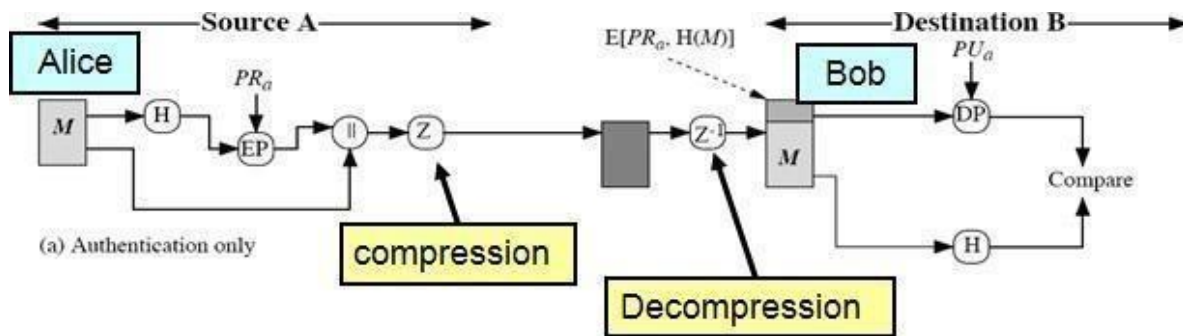 Source A
Destination B
Alice
E[PRₐ, H(M)]
Bob
PUₐ
PRₐ
M
H
EP
||
Z
Z⁻¹
M
DP
Compare
H
(a) Authentication only
compression
Decompression